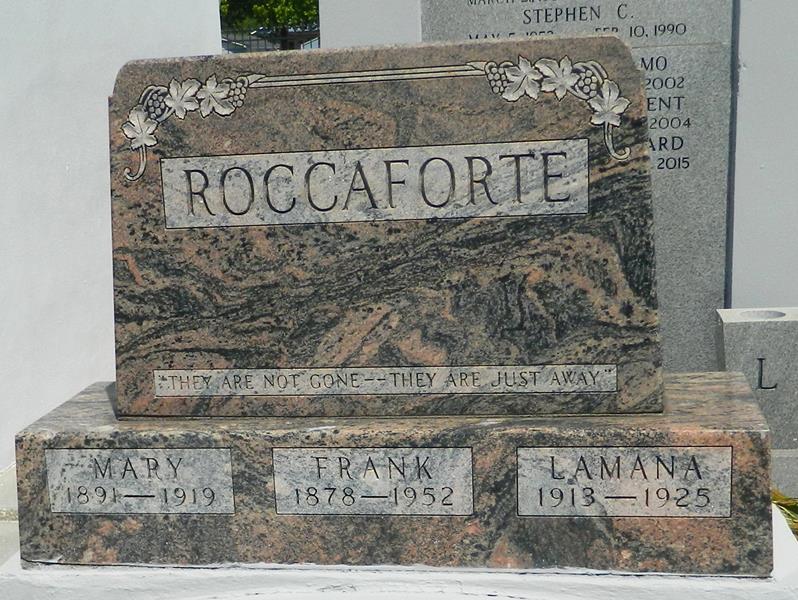 STEPHEN C.
FEB 10, 1990
MO
2002
ENT
2004
ARD
2015
ROCCAFORTE
"THEY ARE NOT GONE--THEY ARE JUST AWAY"
L
MARY
1891—1919
FRANK
1878—1952
LAMANA
1913—1925